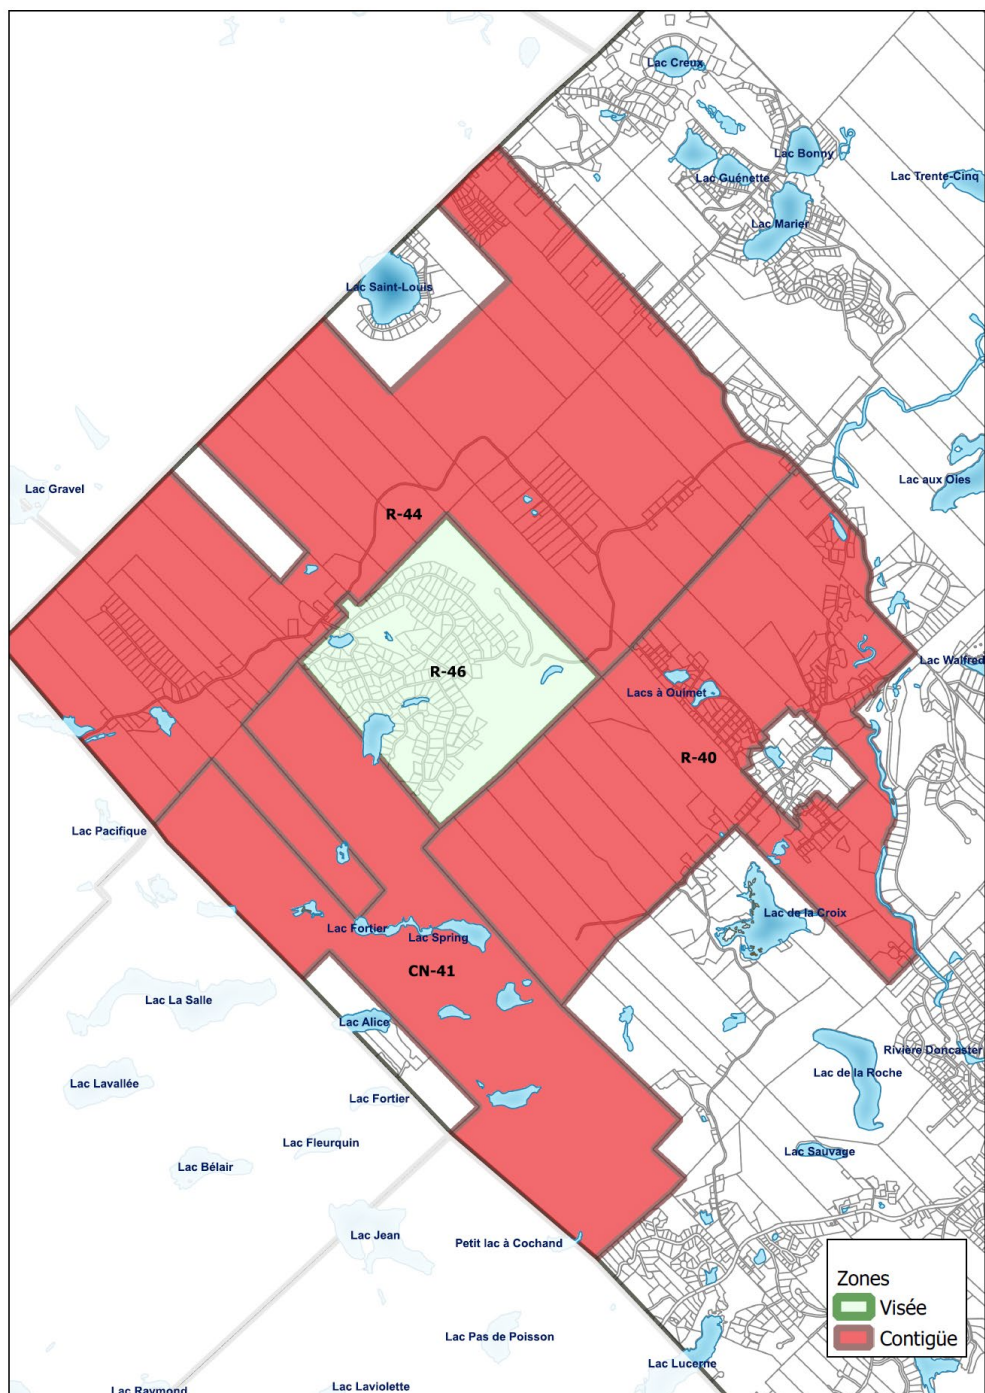 Lac Creux
Lac Bonny
Lac Guénette
Lac Trente-Cinq
Lac Marier
Lac Saint-Louis
Lac aux Oies
Lac Gravel
R-44
R-46
Lac Walfred
Lacs à Quimet
R-40
Lac Pacifique
Lac de la Croix
Lac Fortier
Lac Spring
CN-41
Lac La Salle
Lac Alice
Rivière Doncaster
Lac de la Roche
Lac Lavallée
Lac Fortier
Lac Fleurquin
Lac Sauvage
Lac Bélair
Lac Jean
Petit lac à Cochand
Zones
Visée
Contigüe
Lac Pas de Poisson
Lac Lucerne
Lac Raymond
Lac Laviolette